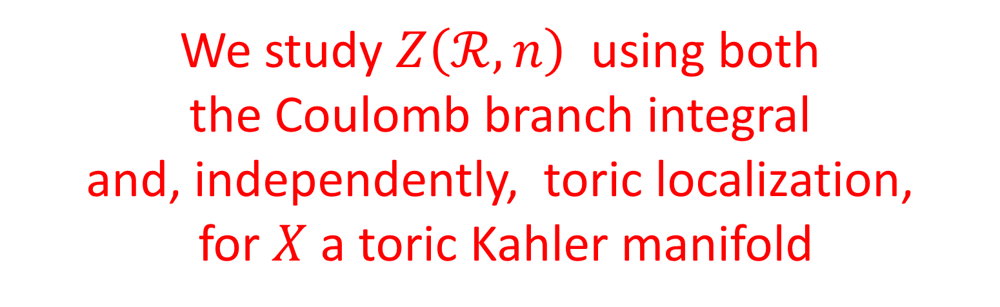 We study 𝑍(ℛ, 𝑛) using both
the Coulomb branch integral
and, independently, toric localization,
for 𝑋 a toric Kahler manifold